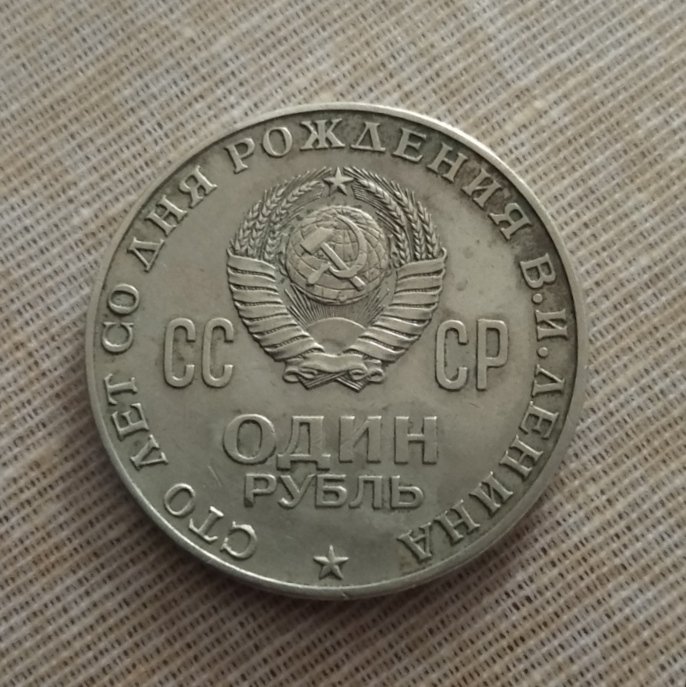 СТО ЛЕТ СО ДНЯ РОЖДЕНИЯ В.И.ЛЕНИНА
СС СР
ОДИН
РУБЛЬ